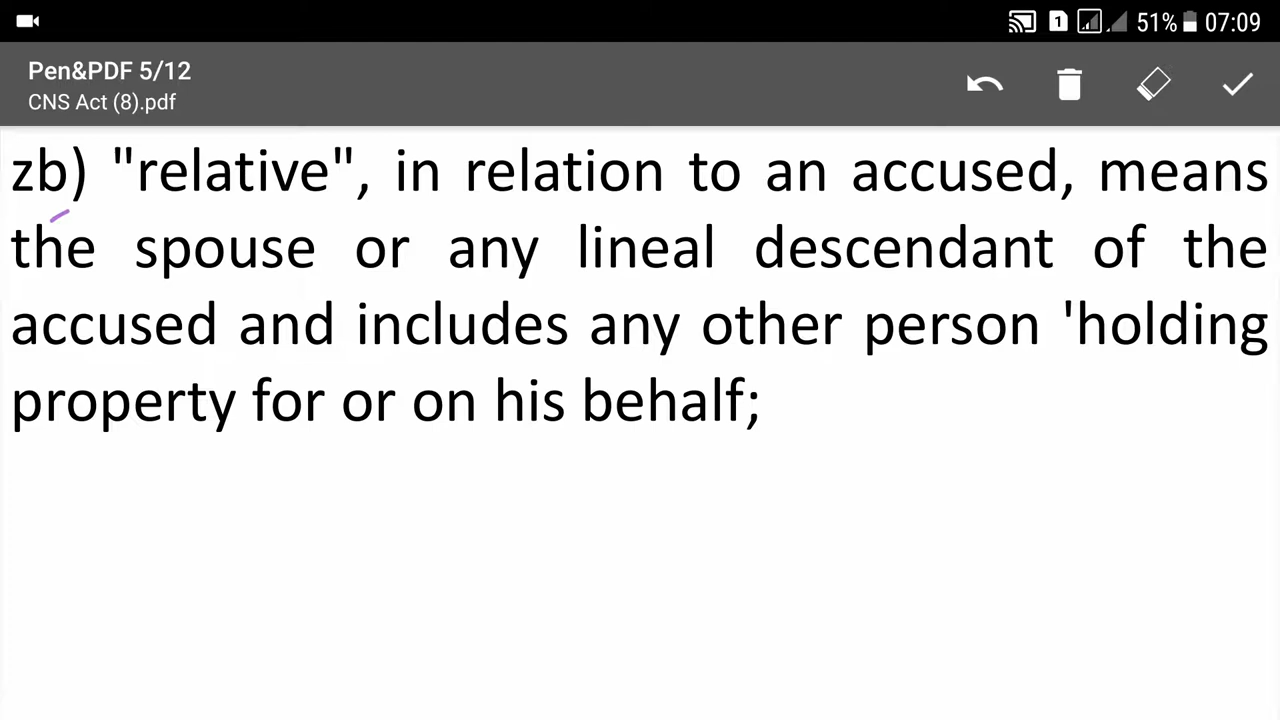 1 51% 07:09
Pen&PDF 5/12
CNS Act (8).pdf
zb) "relative", in relation to an accused, means
the spouse or any lineal descendant of the
accused and includes any other person 'holding
property for or on his behalf;